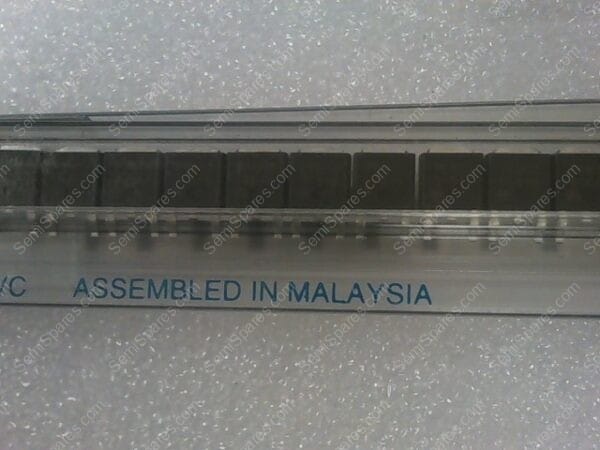 /C ASSEMBLED IN MALAYSIA
SemiSpares.com